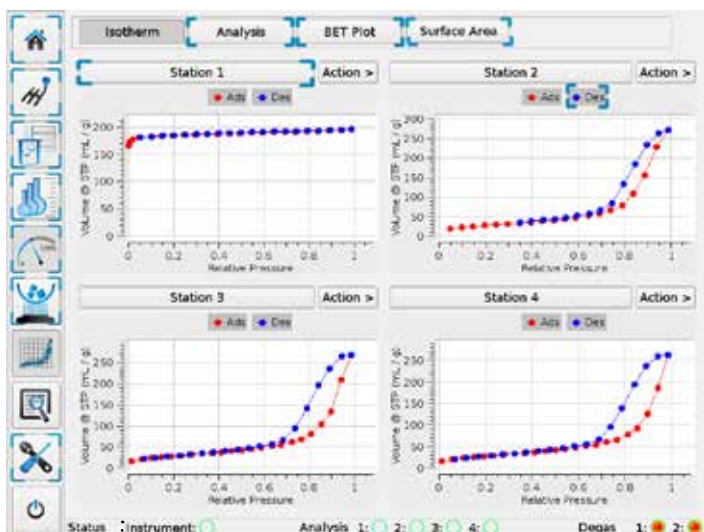 Isotherm Analysis BET Plot Surface Area
Station 1 Action > Station 2 Action >
Ads Des Ads Des
Volume @ STP (mL / g) Volume @ STP (mL / g)
200 300
150 250
100 200
50 150
0 100
50
0
0 0.2 0.4 0.6 0.8 1 0 0.2 0.4 0.6 0.8 1
Relative Pressure Relative Pressure
Station 3 Action > Station 4 Action >
Ads Des Ads Des
Volume @ STP (mL / g) Volume @ STP (mL / g)
250 250
200 200
150 150
100 100
50 50
0 0
0 0.2 0.4 0.6 0.8 1 0 0.2 0.4 0.6 0.8 1
Relative Pressure Relative Pressure
Status Instrument: Analysis 1: 2: 3: 4: Degas 1: 2: